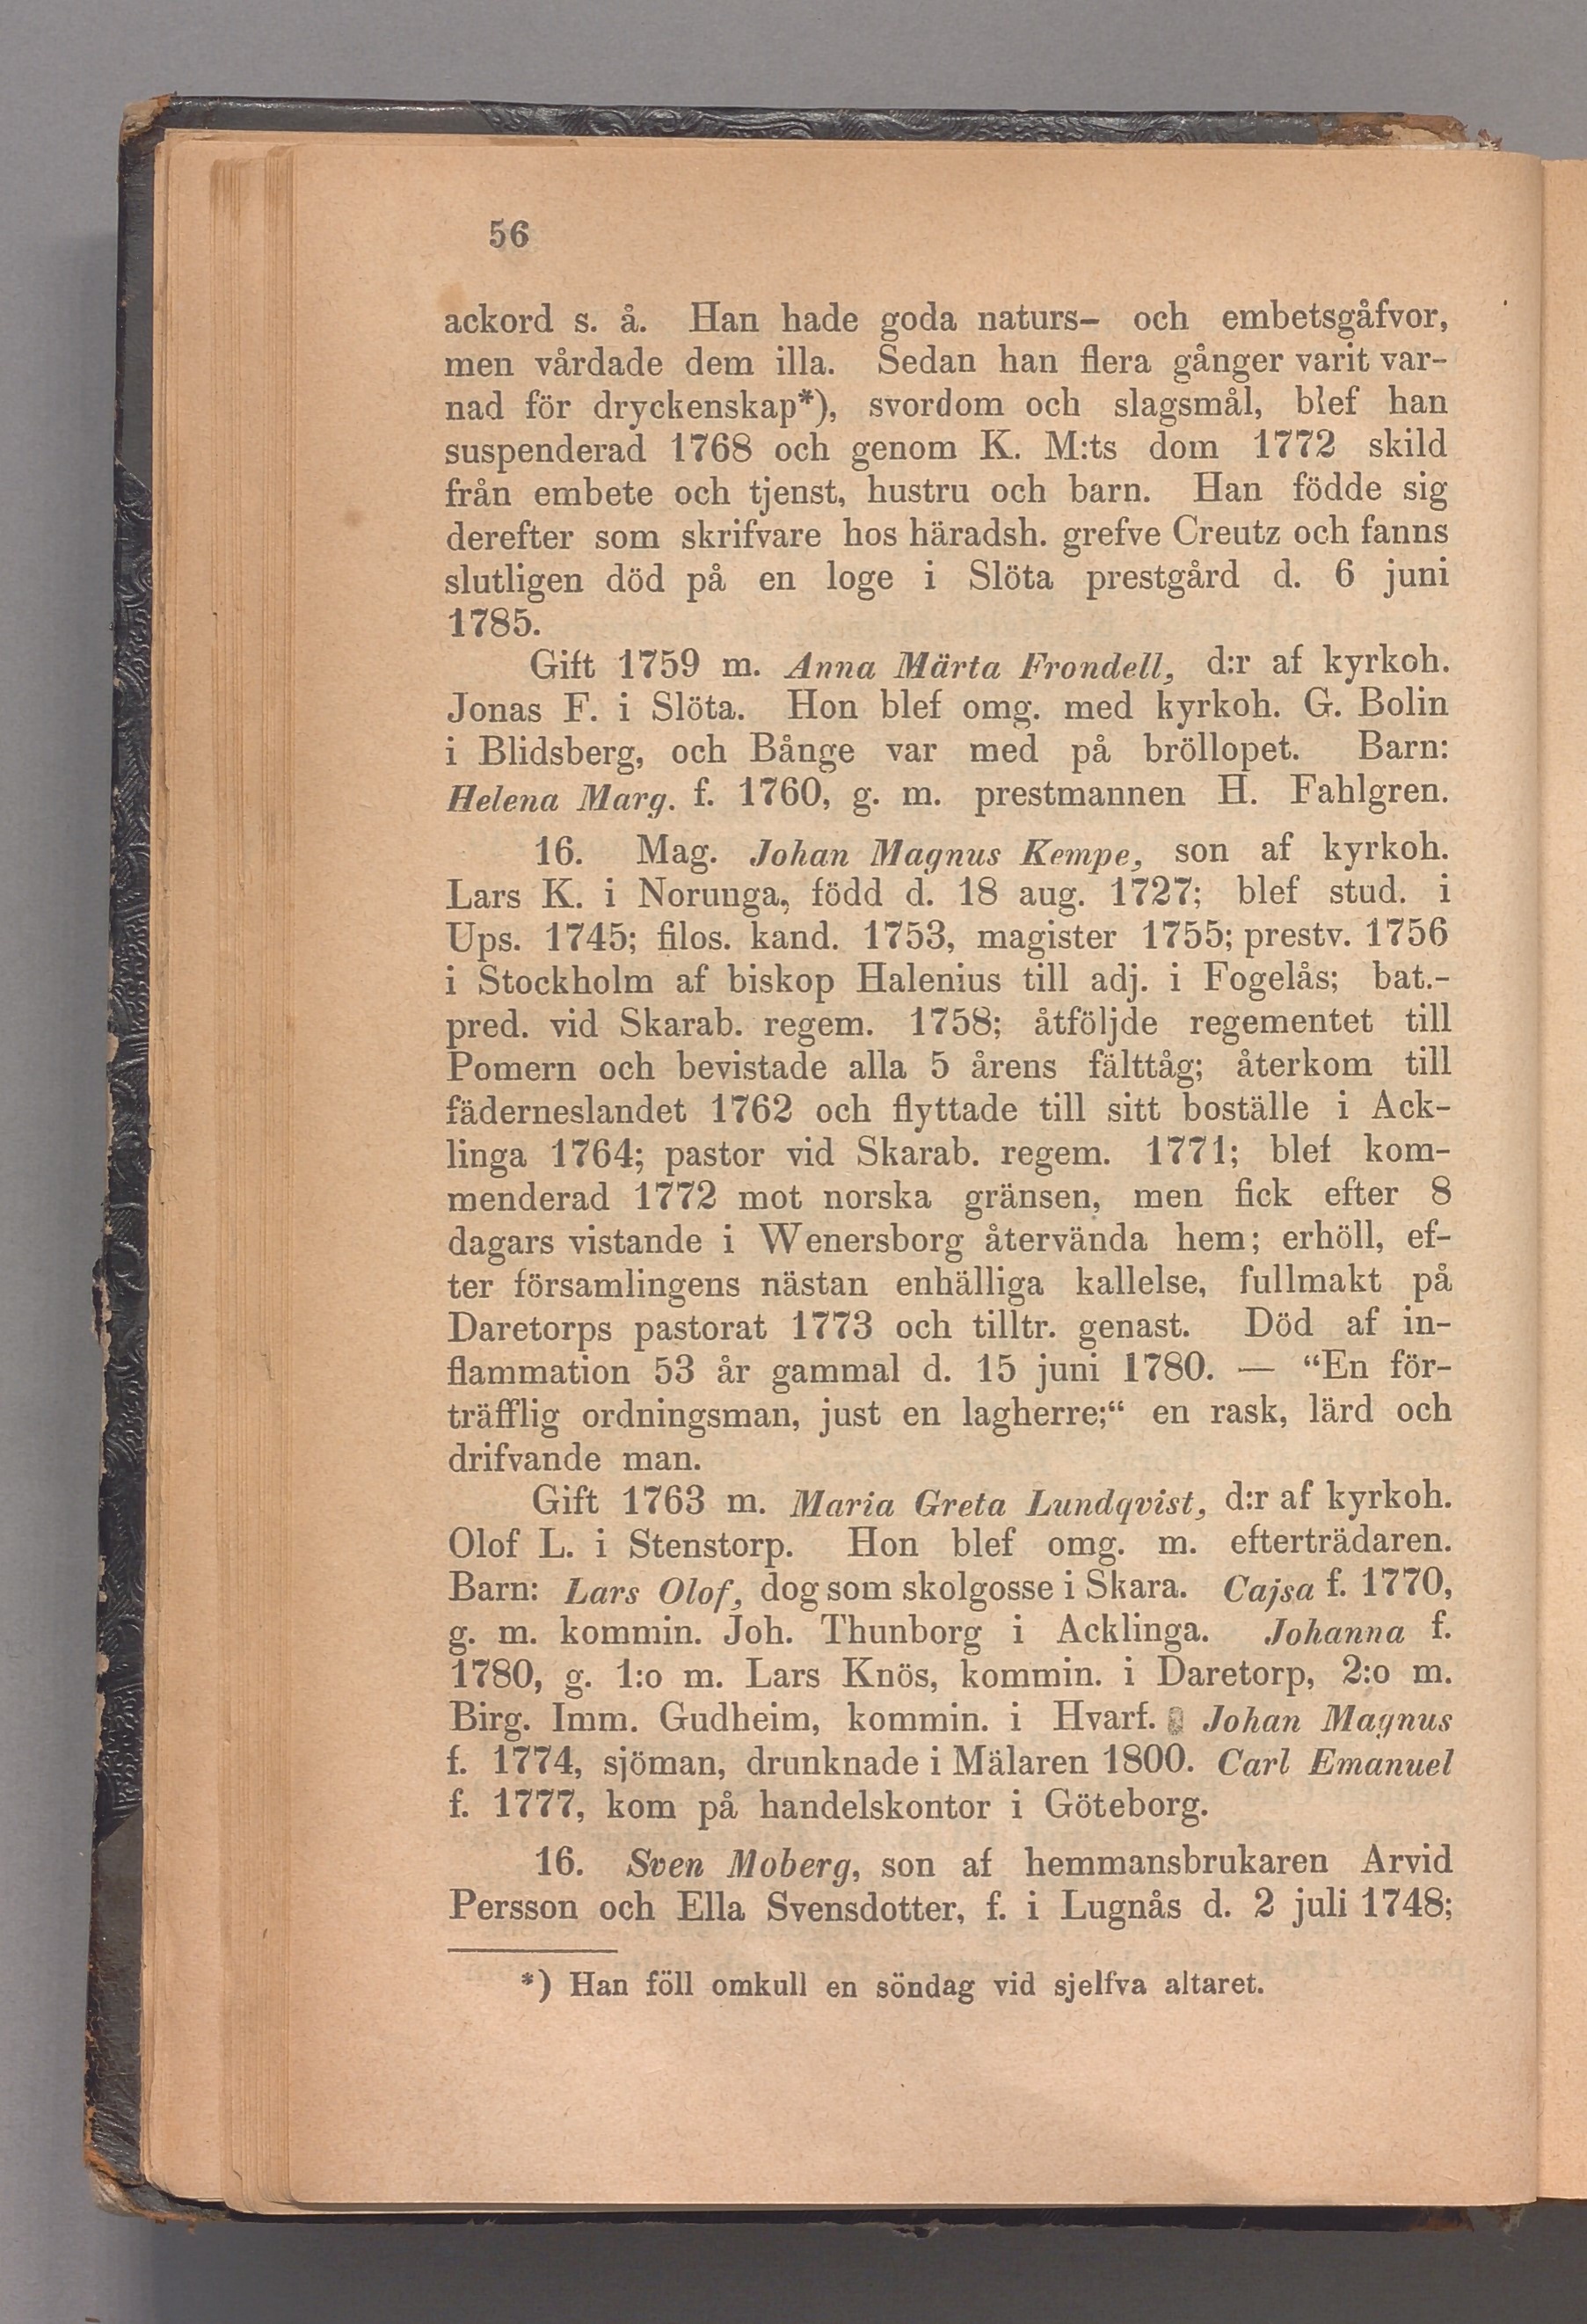 56
ackord s. å. Han hade goda naturs- och embetsgåfvor,
men vårdade dem illa. Sedan han flera gånger varit var-
nad för dryckenskap*), svordom och slagsmål, blef han
suspenderad 1768 och genom K. M:ts dom 1772 skild
från embete och tjenst, hustru och barn. Han födde sig
derefter som skrifvare hos häradsh. grefve Creutz och fanns
slutligen död på en loge i Slöta prestgård d. 6 juni
1785.
Gift 1759 m. Anna Märta Frondell, d:r af kyrkoh.
Jonas F. i Slöta. Hon blef omg. med kyrkoh. G. Bolin
i Blidsberg, och Bånge var med på bröllopet. Barn:
Helena Marg. f. 1760, g. m. prestmannen H. Fahlgren.
16. Mag. Johan Magnus Kempe, son af kyrkoh.
Lars K. i Norunga, född d. 18 aug. 1727; blef stud. i
Ups. 1745; filos. kand. 1753, magister 1755; prestv. 1756
i Stockholm af biskop Halenius till adj. i Fogelås; bat.-
pred. vid Skarab. regem. 1758; åtföljde regementet till
Pomern och bevistade alla 5 årens fälttåg; återkom till
fäderneslandet 1762 och flyttade till sitt boställe i Ack-
linga 1764; pastor vid Skarab. regem. 1771; blef kom-
menderad 1772 mot norska gränsen, men fick efter 8
dagars vistande i Wenersborg återvända hem; erhöll, ef-
ter församlingens nästan enhälliga kallelse, fullmakt på
Daretorps pastorat 1773 och tilltr. genast. Död af in-
flammation 53 år gammal d. 15 juni 1780. — “En för-
träfflig ordningsman, just en lagherre;“ en rask, lärd och
drifvande man.
Gift 1763 m. Maria Greta Lundqvist, d:r af kyrkoh.
Olof L. i Stenstorp. Hon blef omg. m. efterträdaren.
Barn: Lars Olof, dog som skolgosse i Skara. Cajsa f. 1770,
g. m. kommin. Joh. Thunborg i Acklinga. Johanna f.
1780, g. 1:o m. Lars Knös, kommin. i Daretorp, 2:o m.
Birg. Imm. Gudheim, kommin. i Hvarf. Johan Magnus
f. 1774, sjöman, drunknade i Mälaren 1800. Carl Emanuel
f. 1777, kom på handelskontor i Göteborg.
16. Sven Moberg, son af hemmansbrukaren Arvid
Persson och Ella Svensdotter, f. i Lugnås d. 2 juli 1748;
*) Han föll omkull en söndag vid sjelfva altaret.